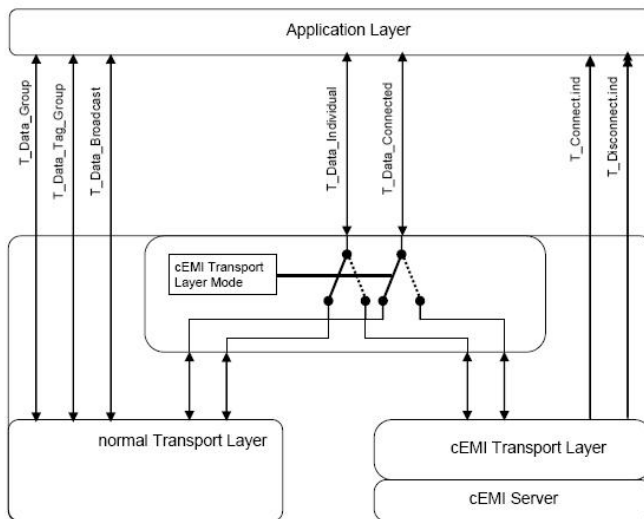 Application Layer
T_Data_Group
T_Data_Tag_Group
T_Data_Broadcast
T_Data_Individual
T_Data_Connected
T_Connect.ind
T_Disconnect.ind
cEMI Transport
Layer Mode
normal Transport Layer
cEMI Transport Layer
cEMI Server